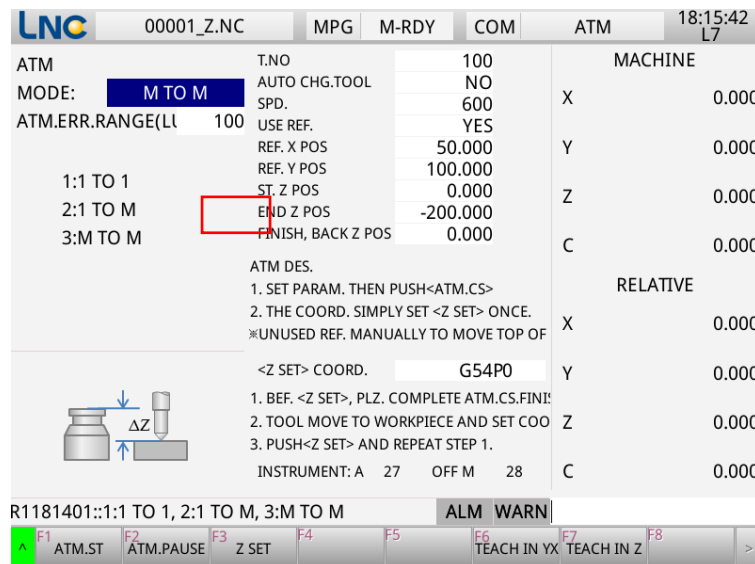 LNC 00001_Z.NC MPG M-RDY COM ATM 18:15:42
L7
ATM
MODE: M TO M
ATM.ERR.RANGE(LU 100
1:1 TO 1
2:1 TO M
3:M TO M
T.NO 100
AUTO CHG.TOOL NO
SPD. 600
USE REF. YES
REF. X POS 50.000
REF. Y POS 100.000
ST. Z POS 0.000
END Z POS -200.000
FINISH, BACK Z POS 0.000
ATM DES.
1. SET PARAM. THEN PUSH<ATM.CS>
2. THE COORD. SIMPLY SET <Z SET> ONCE.
※UNUSED REF. MANUALLY TO MOVE TOP OF
<Z SET> COORD. G54P0
1. BEF. <Z SET>, PLZ. COMPLETE ATM.CS.FINIS
2. TOOL MOVE TO WORKPIECE AND SET COO
3. PUSH<Z SET> AND REPEAT STEP 1.
INSTRUMENT: A 27 OFF M 28
ΔZ
MACHINE
X 0.000
Y 0.000
Z 0.000
C 0.000
RELATIVE
X 0.000
Y 0.000
Z 0.000
C 0.000
R1181401::1:1 TO 1, 2:1 TO M, 3:M TO M ALM WARN
^ F1 ATM.ST F2 ATM.PAUSE F3 Z SET F4 F5 F6 TEACH IN YX F7 TEACH IN Z F8 >